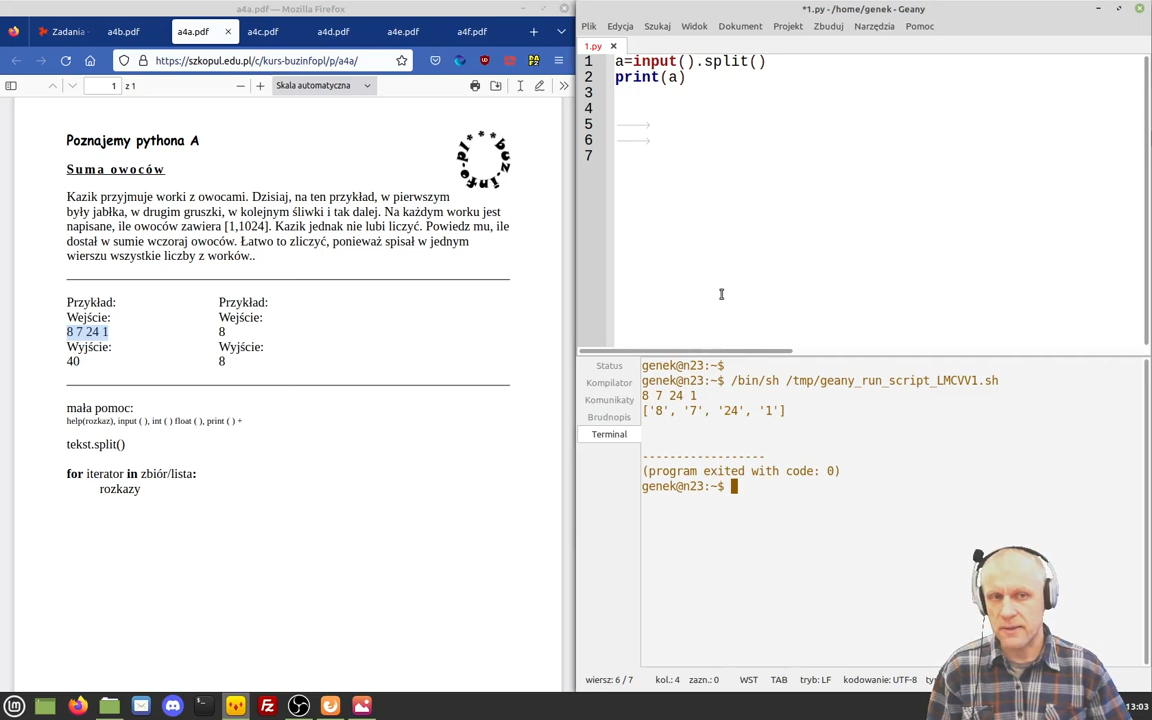 a4a.pdf — Mozilla Firefox
Zadania
a4b.pdf
a4a.pdf
a4c.pdf
a4d.pdf
a4e.pdf
a4f.pdf
https://szkopul.edu.pl/c/kurs-buzinfopl/p/a4a/
1
z 1
Skala automatyczna
Poznajemy pythona A
Suma owoców
***buz.info.pl
Kazik przyjmuje worki z owocami. Dzisiaj, na ten przykład, w pierwszym
były jabłka, w drugim gruszki, w kolejnym śliwki i tak dalej. Na każdym worku jest
napisane, ile owoców zawiera [1,1024]. Kazik jednak nie lubi liczyć. Powiedz mu, ile
dostał w sumie wczoraj owoców. Łatwo to zliczyć, ponieważ spisał w jednym
wierszu wszystkie liczby z worków..
Przykład:
Wejście:
8 7 24 1
Wyjście:
40
Przykład:
Wejście:
8
Wyjście:
8
mała pomoc:
help(rozkaz), input ( ), int ( ) float ( ), print ( ) +
tekst.split()
for iterator in zbiór/lista:
rozkazy
*1.py - /home/genek - Geany
Plik Edycja Szukaj Widok Dokument Projekt Zbuduj Narzędzia Pomoc
1.py
1 a=input().split()
2 print(a)
3
4
5
6
7
Status
Kompilator
Komunikaty
Brudnopis
Terminal
genek@n23:~$
genek@n23:~$ /bin/sh /tmp/geany_run_script_LMCVV1.sh
8 7 24 1
['8', '7', '24', '1']
------------------
(program exited with code: 0)
genek@n23:~$
wiersz: 6 / 7 kol.: 4 zazn.: 0 WST TAB tryb: LF kodowanie: UTF-8
13:03